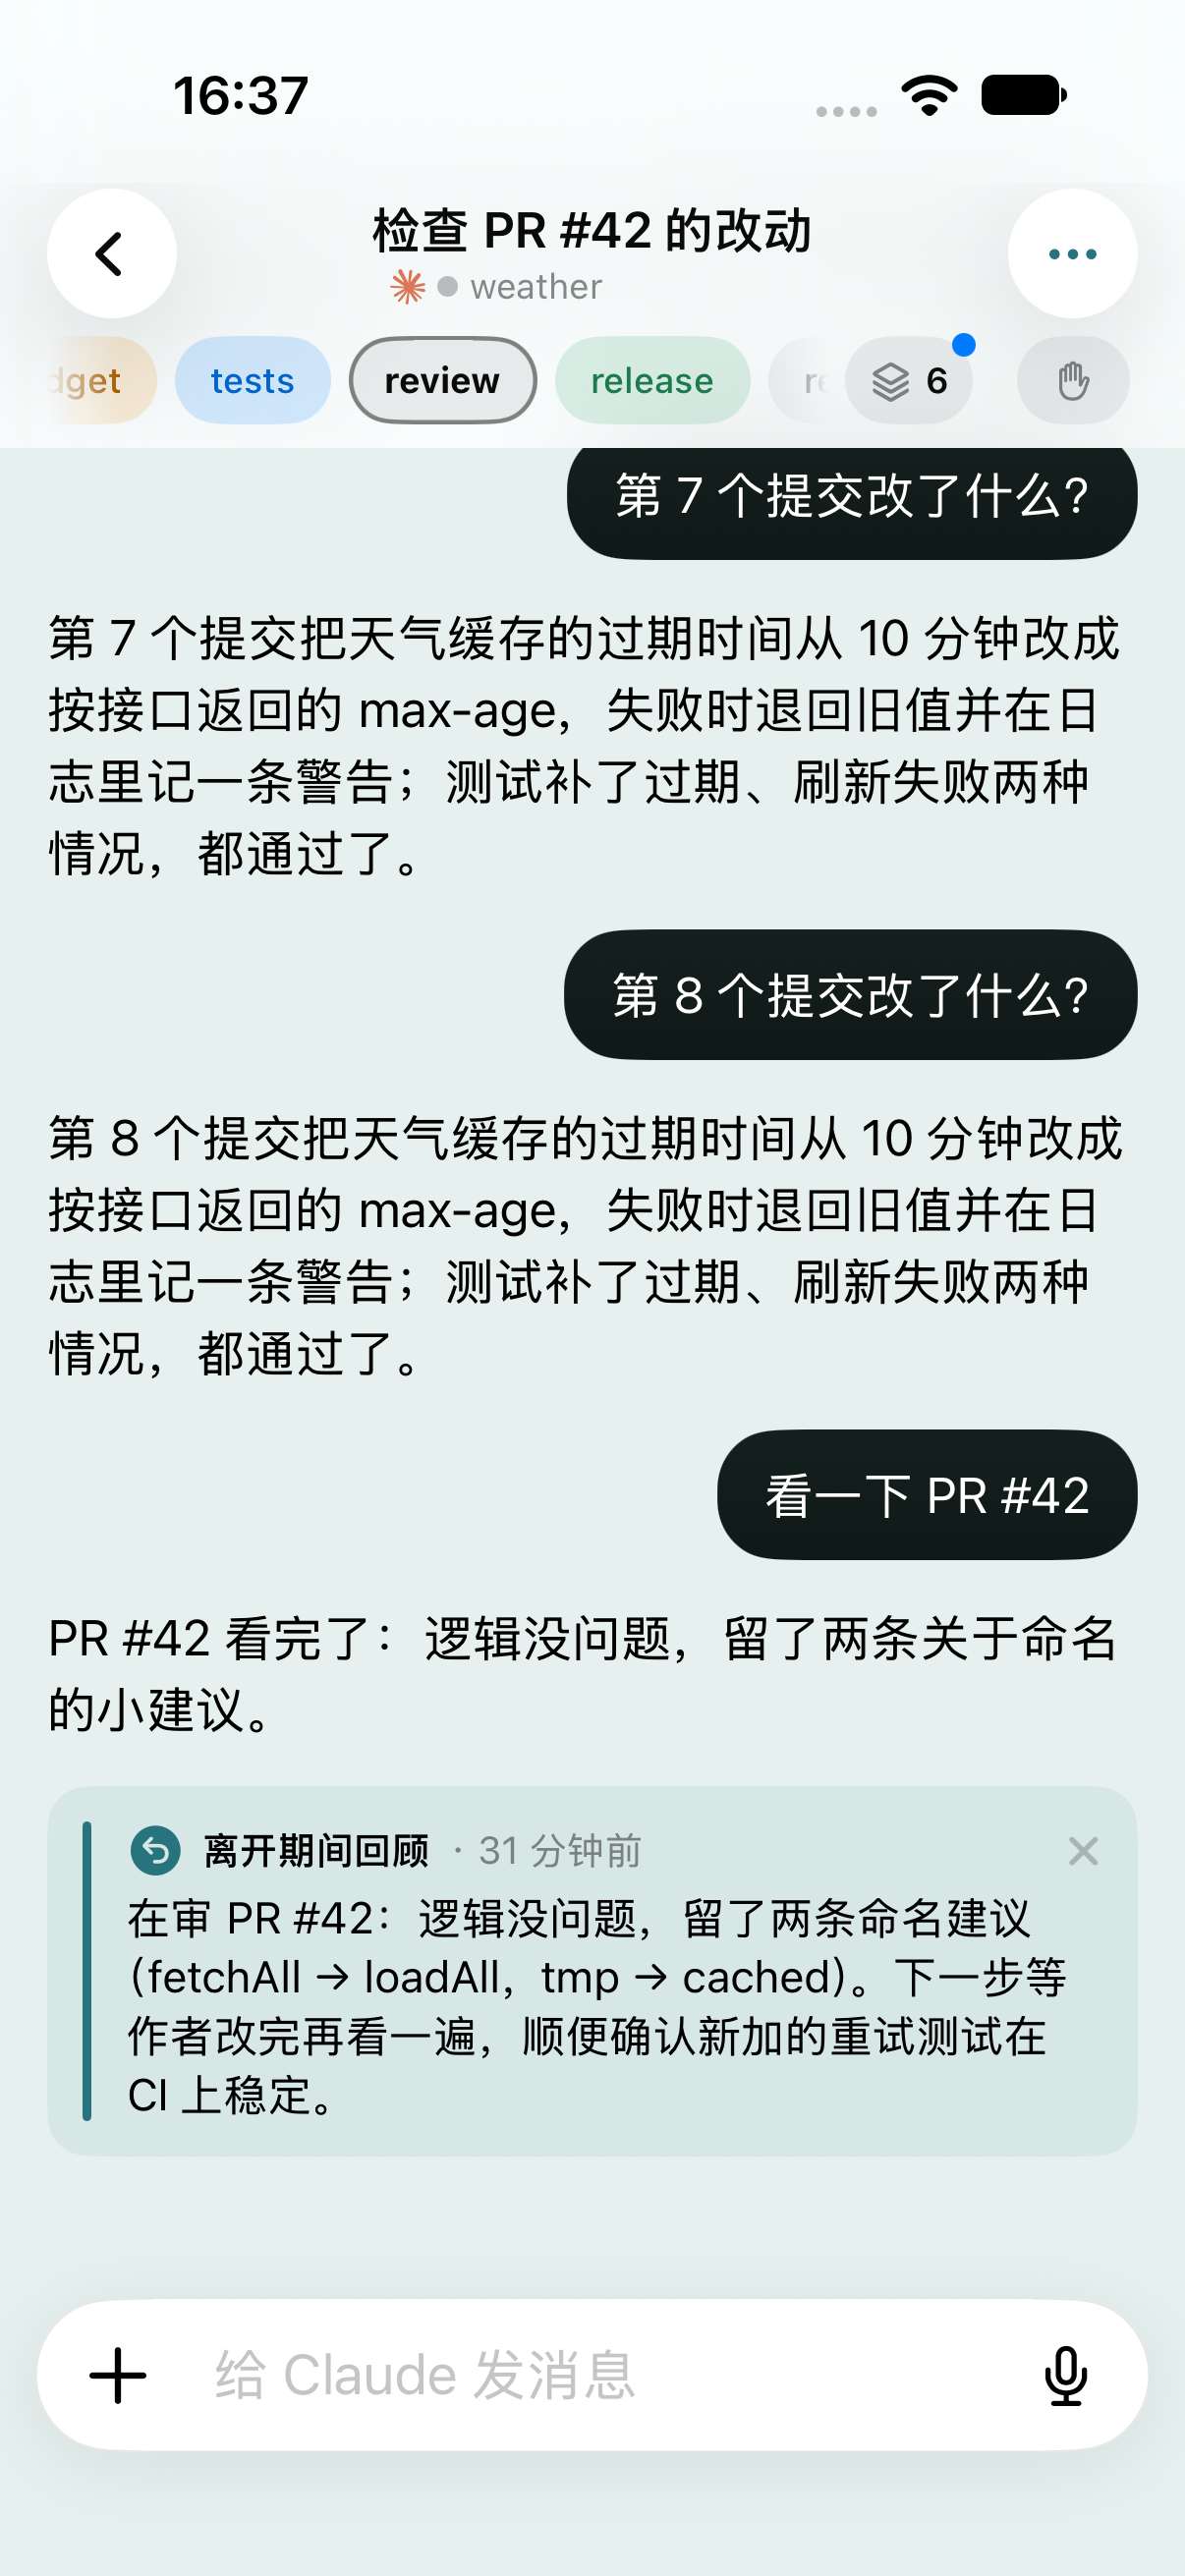 16:37
检查 PR #42 的改动
weather
dget
tests
review
release
re
6
第 7 个提交改了什么?
第 7 个提交把天气缓存的过期时间从 10 分钟改成
按接口返回的 max-age，失败时退回旧值并在日
志里记一条警告；测试补了过期、刷新失败两种
情况，都通过了。
第 8 个提交改了什么?
第 8 个提交把天气缓存的过期时间从 10 分钟改成
按接口返回的 max-age，失败时退回旧值并在日
志里记一条警告；测试补了过期、刷新失败两种
情况，都通过了。
看一下 PR #42
PR #42 看完了：逻辑没问题，留了两条关于命名
的小建议。
离开期间回顾 · 31 分钟前
在审 PR #42：逻辑没问题，留了两条命名建议
（fetchAll → loadAll，tmp → cached）。下一步等
作者改完再看一遍，顺便确认新加的重试测试在
CI 上稳定。
给 Claude 发消息